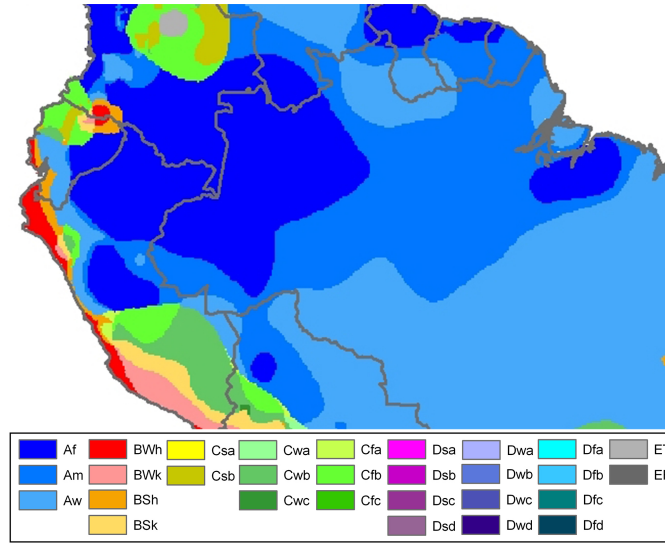 Af BWh Csa Cwa Cfa Dsa Dwa Dfa ET
Am BWk Csb Cwb Cfb Dsb Dwb Dfb
Aw BSh Cwc Cfc Dsc Dwc Dfc
BSk Dsd Dwd Dfd